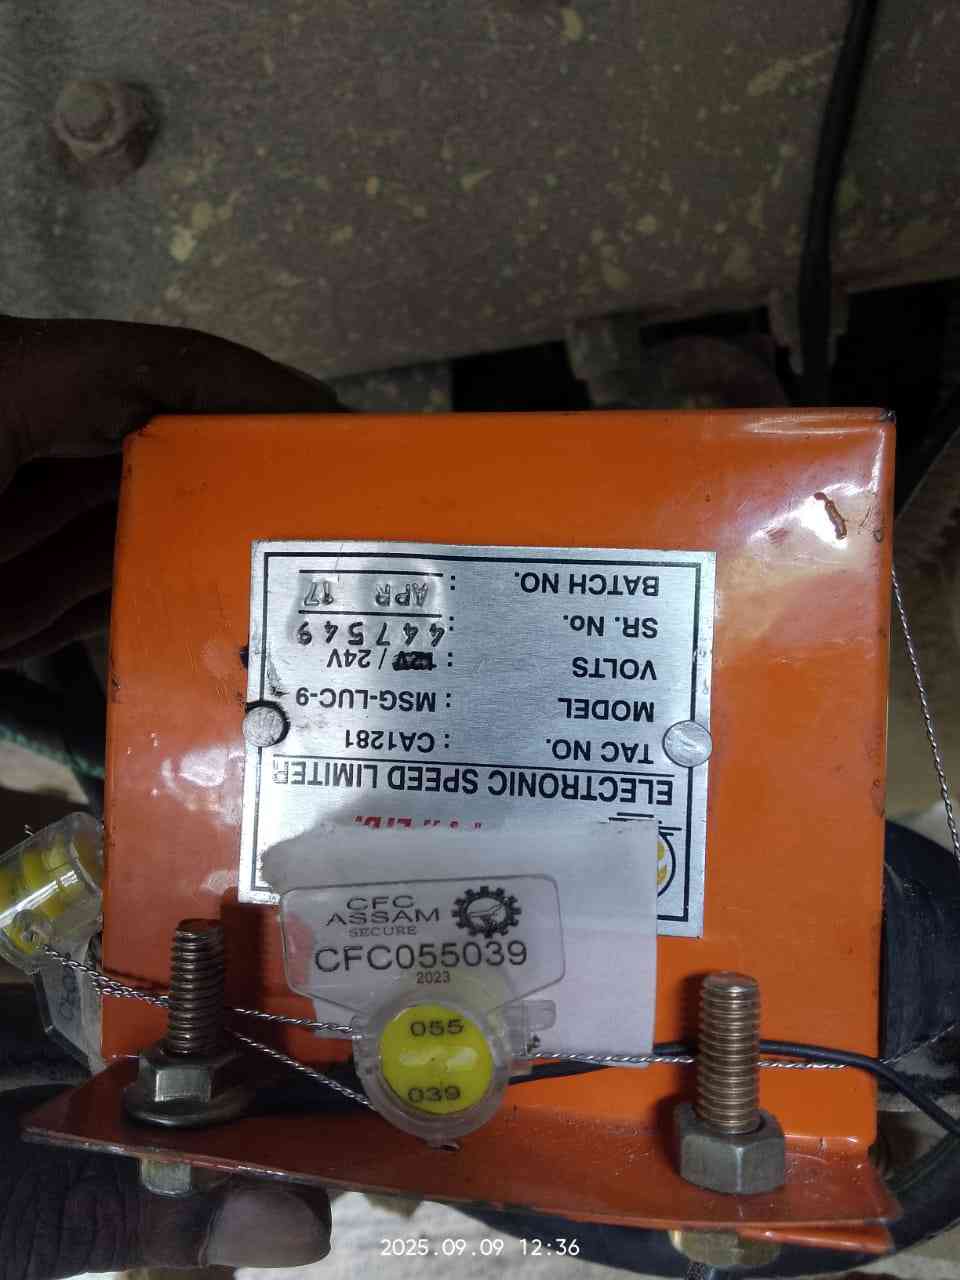 ELECTRONIC SPEED LIMITER
TAC NO. : CA1281
MODEL : MSG-LUC-9
VOLTS : 12V / 24V
SR. No. : 447549
BATCH NO. : APR 17
CFC
ASSAM
SECURE
CFC055039
2023
055
039
2025.09.09 12:36